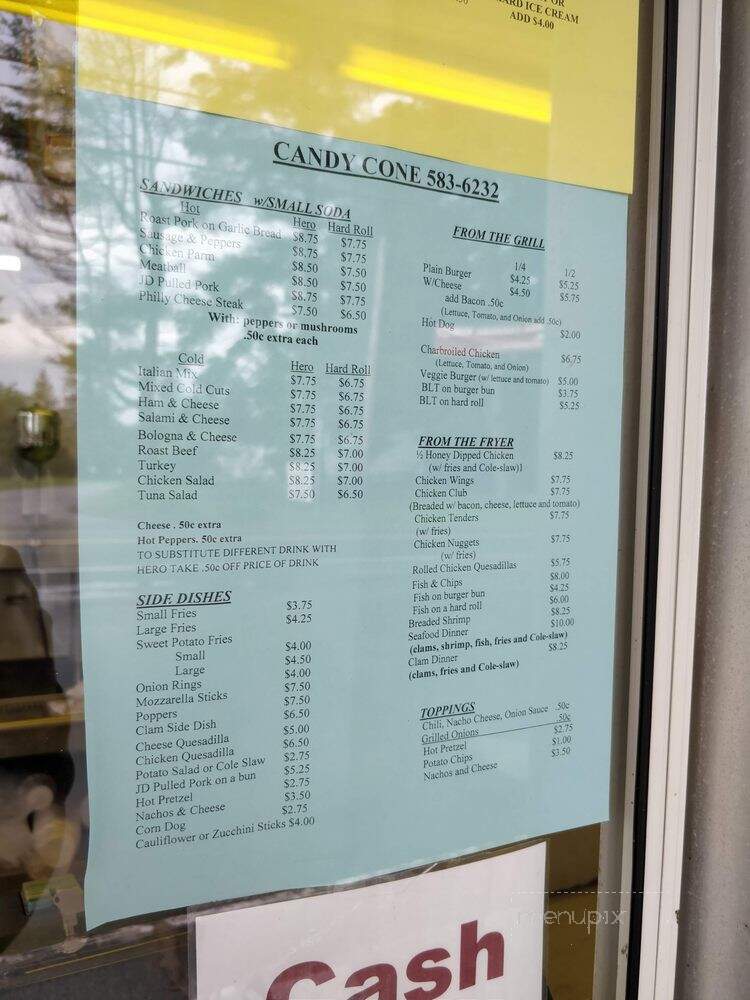 HARD ICE CREAM
ADD $4.00
CANDY CONE 583-6232
SANDWICHES w/SMALL SODA
Hot Hero Hard Roll
Roast Pork on Garlic Bread $8.75 $7.75
Sausage & Peppers $8.75 $7.75
Chicken Parm $8.50 $7.50
Meatball $8.50 $7.50
JD Pulled Pork $8.75 $7.75
Philly Cheese Steak $7.50 $6.50
With: peppers or mushrooms
.50c extra each
Cold Hero Hard Roll
Italian Mix $7.75 $6.75
Mixed Cold Cuts $7.75 $6.75
Ham & Cheese $7.75 $6.75
Salami & Cheese $7.75 $6.75
Bologna & Cheese $7.75 $6.75
Roast Beef $8.25 $7.00
Turkey $8.25 $7.00
Chicken Salad $8.25 $7.00
Tuna Salad $7.50 $6.50
Cheese . 50c extra
Hot Peppers. 50c extra
TO SUBSTITUTE DIFFERENT DRINK WITH
HERO TAKE .50c OFF PRICE OF DRINK
SIDE DISHES
Small Fries $3.75
Large Fries $4.25
Sweet Potato Fries
Small $4.00
Large $4.50
Onion Rings $4.00
Mozzarella Sticks $7.50
Poppers $7.50
Clam Side Dish $6.50
Cheese Quesadilla $5.00
Chicken Quesadilla $6.50
Potato Salad or Cole Slaw $2.75
JD Pulled Pork on a bun $5.25
Hot Pretzel $2.75
Nachos & Cheese $3.50
Corn Dog $2.75
Cauliflower or Zucchini Sticks $4.00
FROM THE GRILL
1/4 1/2
Plain Burger $4.25 $5.25
W/Cheese $4.50 $5.75
add Bacon .50c
(Lettuce, Tomato, and Onion add .50c)
Hot Dog $2.00
Charbroiled Chicken $6.75
(Lettuce, Tomato, and Onion)
Veggie Burger (w/ lettuce and tomato) $5.00
BLT on burger bun $3.75
BLT on hard roll $5.25
FROM THE FRYER
½ Honey Dipped Chicken $8.25
(w/ fries and Cole-slaw)1
Chicken Wings $7.75
Chicken Club $7.75
(Breaded w/ bacon, cheese, lettuce and tomato)
Chicken Tenders $7.75
(w/ fries)
Chicken Nuggets $7.75
(w/ fries)
Rolled Chicken Quesadillas $5.75
Fish & Chips $8.00
Fish on burger bun $4.25
Fish on a hard roll $6.00
Breaded Shrimp $8.25
Seafood Dinner $10.00
(clams, shrimp, fish, fries and Cole-slaw)
Clam Dinner $8.25
(clams, fries and Cole-slaw)
TOPPINGS
Chili, Nacho Cheese, Onion Sauce .50c
Grilled Onions .50c
Hot Pretzel $2.75
Potato Chips $1.00
Nachos and Cheese $3.50
menupix
Cash